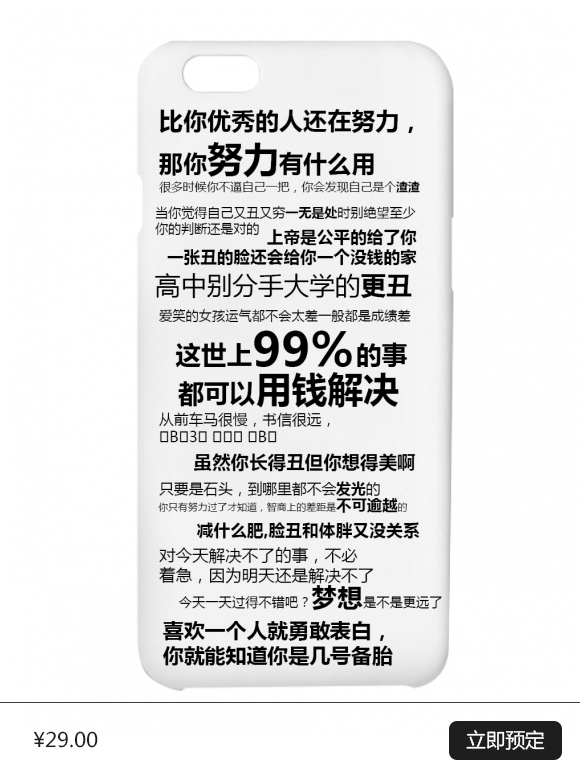 比你优秀的人还在努力，
那你努力有什么用
很多时候你不逼自己一把，你会发现自己是个渣渣
当你觉得自己又丑又穷一无是处时别绝望至少
你的判断还是对的
上帝是公平的给了你
一张丑的脸还会给你一个没钱的家
高中别分手大学的更丑
爱笑的女孩运气都不会太差一般都是成绩差
这世上99%的事
都可以用钱解决
从前车马很慢，书信很远，
□B□3□ □□□ □B□
虽然你长得丑但你想得美啊
只要是石头，到哪里都不会发光的
你只有努力过了才知道，智商上的差距是不可逾越的
减什么肥,脸丑和体胖又没关系
对今天解决不了的事，不必
着急，因为明天还是解决不了
今天一天过得不错吧？梦想是不是更远了
喜欢一个人就勇敢表白，
你就能知道你是几号备胎
¥29.00
立即预定